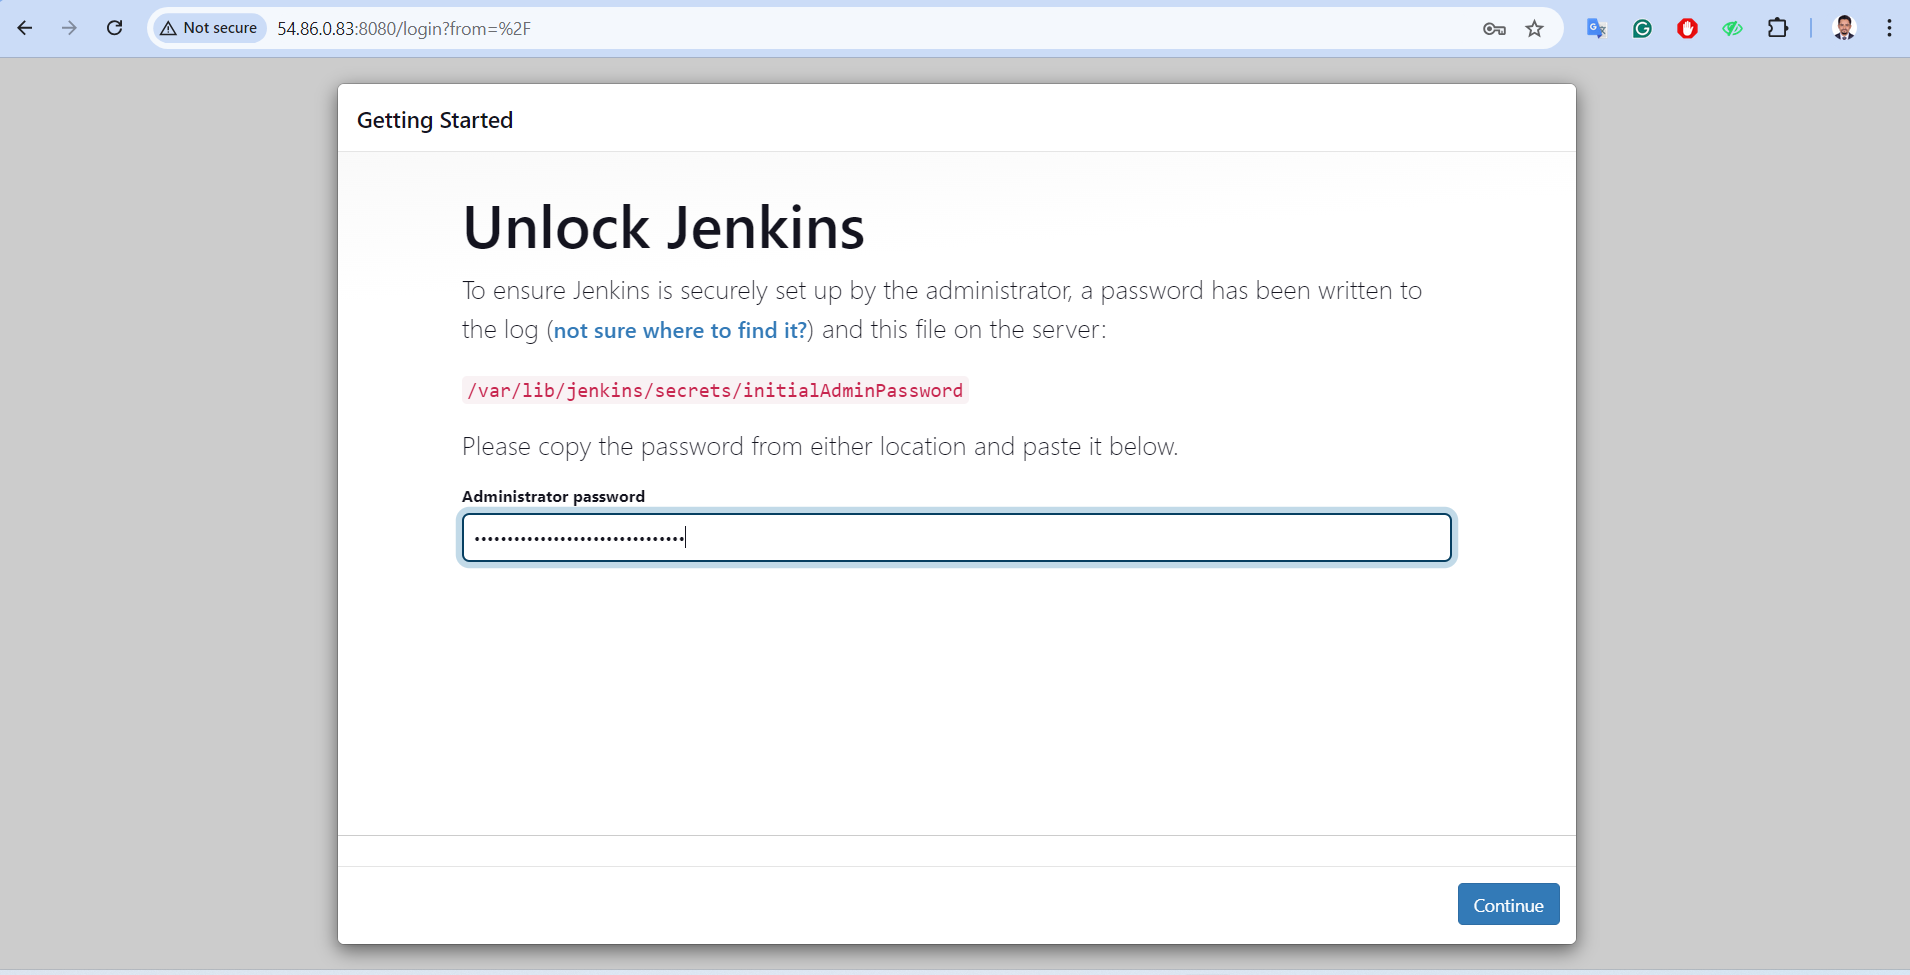 Not secure 54.86.0.83:8080/login?from=%2F
Getting Started
Unlock Jenkins
To ensure Jenkins is securely set up by the administrator, a password has been written to
the log (not sure where to find it?) and this file on the server:
/var/lib/jenkins/secrets/initialAdminPassword
Please copy the password from either location and paste it below.
Administrator password
••••••••••••••••••••••••••••••••
Continue